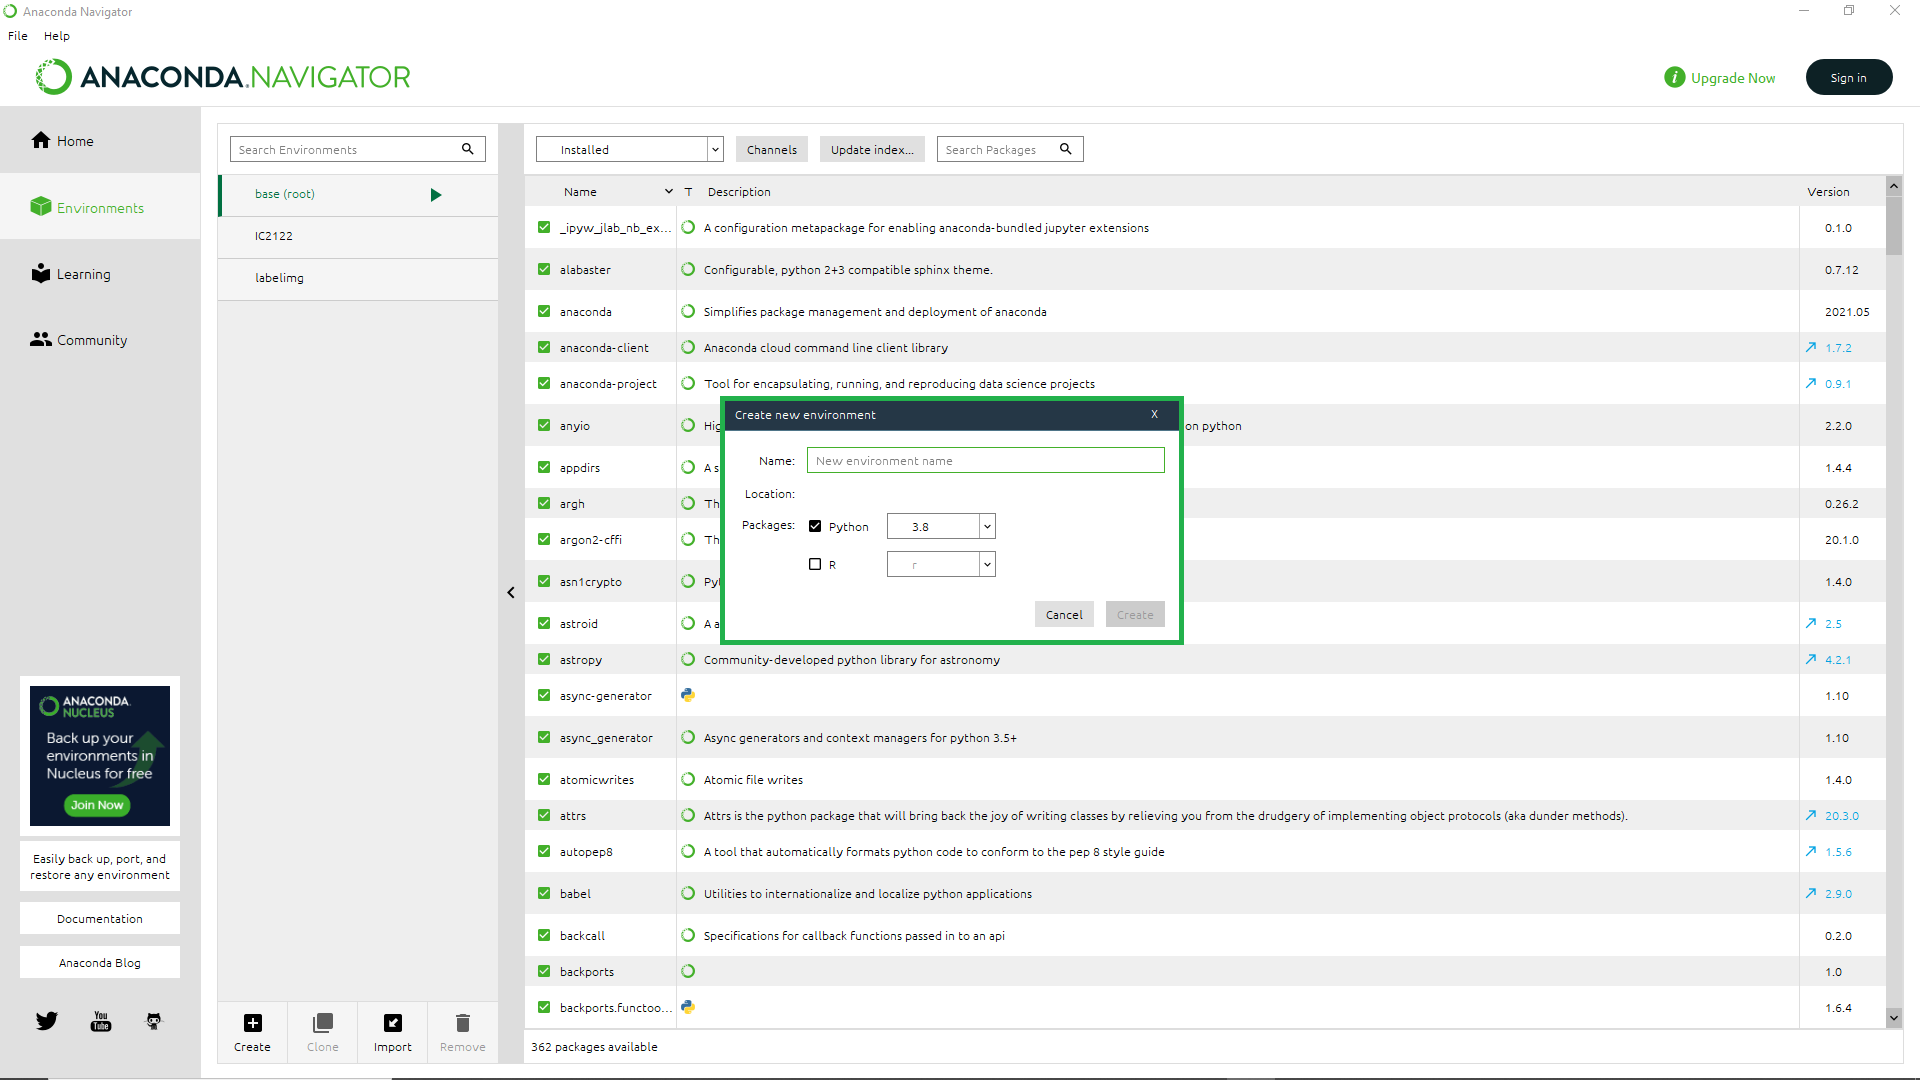 Anaconda Navigator
File Help
ANACONDA.NAVIGATOR
Upgrade Now
Sign in
Home
Environments
Learning
Community
ANACONDA.
NUCLEUS
Back up your
environments in
Nucleus for free
Join Now
Easily back up, port, and
restore any environment
Documentation
Anaconda Blog
You
Tube
Search Environments
base (root)
IC2122
labelimg
Create
Clone
Import
Remove
Installed
Channels
Update index...
Search Packages
Name T Description Version
_ipyw_jlab_nb_ex... A configuration metapackage for enabling anaconda-bundled jupyter extensions 0.1.0
alabaster Configurable, python 2+3 compatible sphinx theme. 0.7.12
anaconda Simplifies package management and deployment of anaconda 2021.05
anaconda-client Anaconda cloud command line client library 1.7.2
anaconda-project Tool for encapsulating, running, and reproducing data science projects 0.9.1
anyio Hig on python 2.2.0
appdirs A s 1.4.4
argh Th 0.26.2
argon2-cffi Th 20.1.0
asn1crypto Pyt 1.4.0
astroid A a 2.5
astropy Community-developed python library for astronomy 4.2.1
async-generator 1.10
async_generator Async generators and context managers for python 3.5+ 1.10
atomicwrites Atomic file writes 1.4.0
attrs Attrs is the python package that will bring back the joy of writing classes by relieving you from the drudgery of implementing object protocols (aka dunder methods). 20.3.0
autopep8 A tool that automatically formats python code to conform to the pep 8 style guide 1.5.6
babel Utilities to internationalize and localize python applications 2.9.0
backcall Specifications for callback functions passed in to an api 0.2.0
backports 1.0
backports.functoo... 1.6.4
362 packages available
Create new environment X
Name: New environment name
Location:
Packages: Python 3.8
R r
Cancel Create